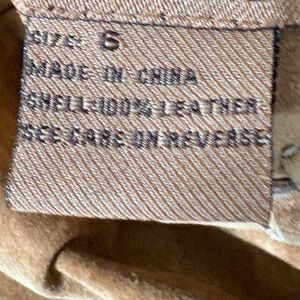 SIZE: 6
MADE IN CHINA
SHELL:100% LEATHER
SEE CARE ON REVERSE